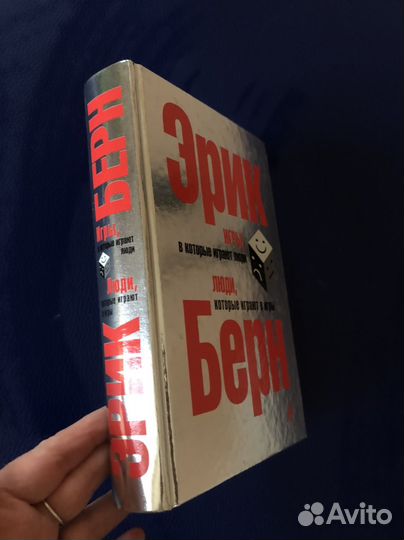 Эрик
ИГРЫ,
в которые играют люди
ЛЮДИ,
которые играют в игры
Берн
ЭРИК БЕРН
Игры,
в которые играют
люди
Люди,
которые играют
в игры
Avito